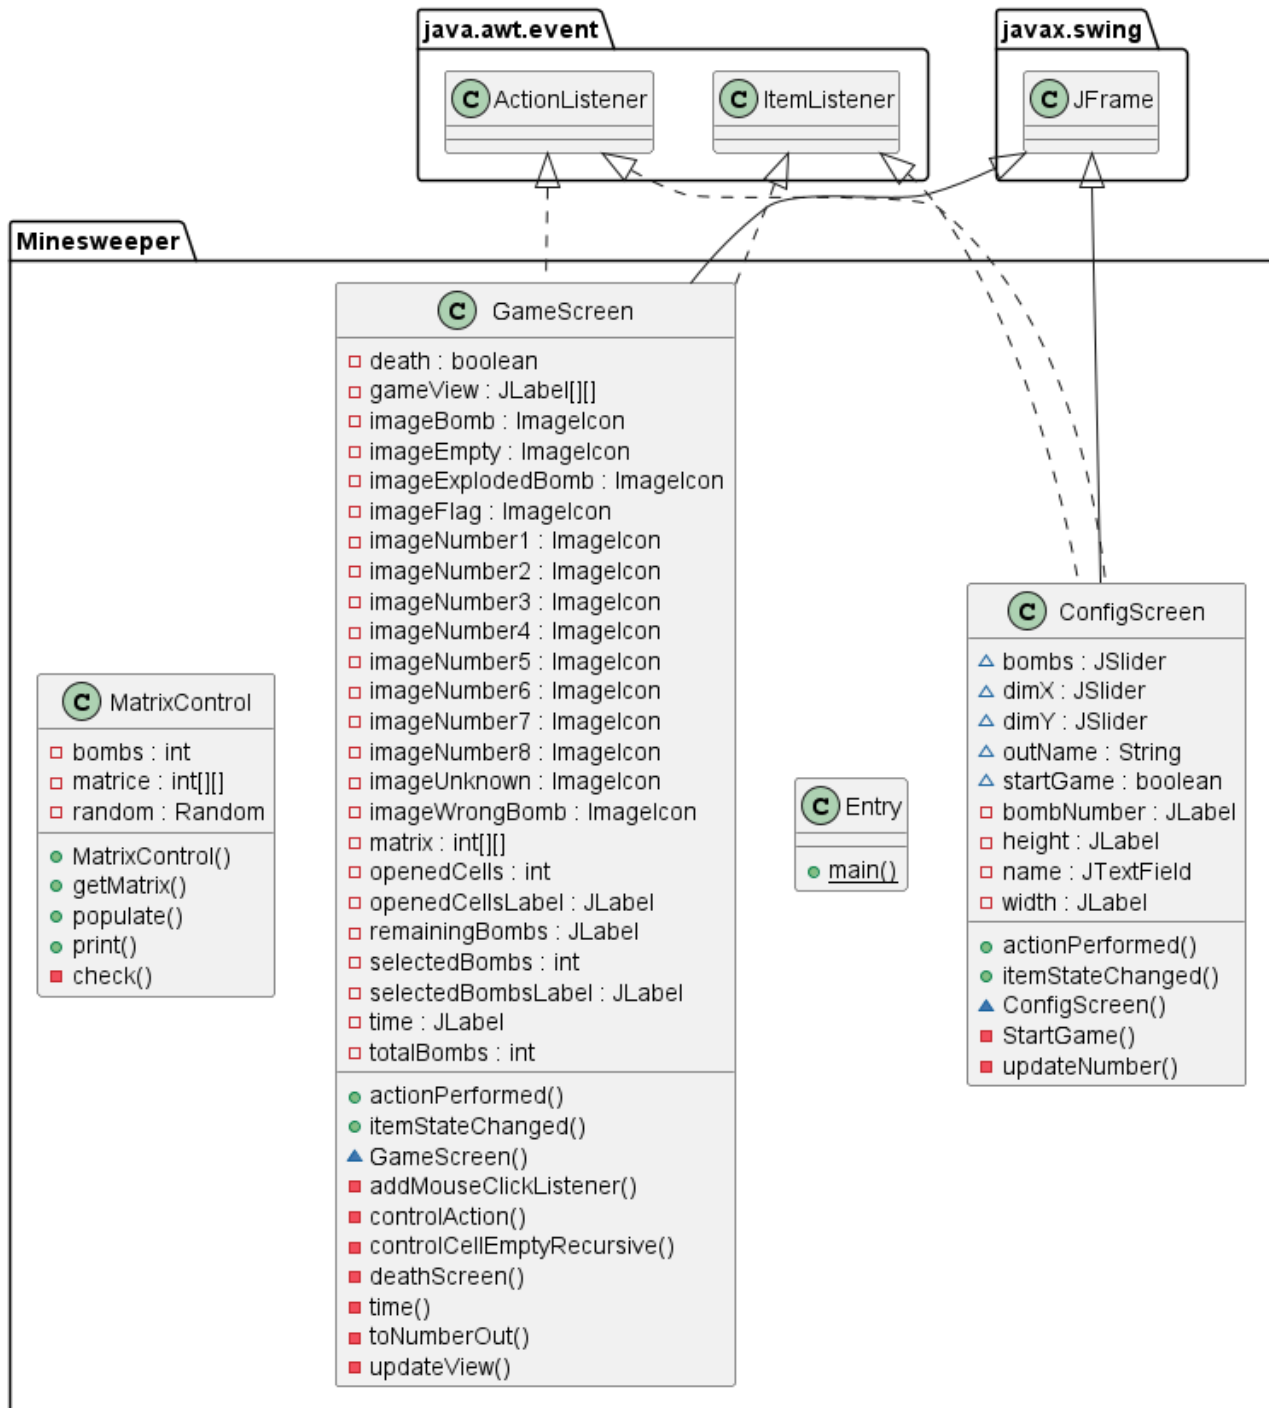 java.awt.event
javax.swing
C ActionListener
C ItemListener
C JFrame
Minesweeper
C GameScreen
death : boolean
gameView : JLabel[][]
imageBomb : ImageIcon
imageEmpty : ImageIcon
imageExplodedBomb : ImageIcon
imageFlag : ImageIcon
imageNumber1 : ImageIcon
imageNumber2 : ImageIcon
imageNumber3 : ImageIcon
imageNumber4 : ImageIcon
imageNumber5 : ImageIcon
imageNumber6 : ImageIcon
imageNumber7 : ImageIcon
imageNumber8 : ImageIcon
imageUnknown : ImageIcon
imageWrongBomb : ImageIcon
matrix : int[][]
openedCells : int
openedCellsLabel : JLabel
remainingBombs : JLabel
selectedBombs : int
selectedBombsLabel : JLabel
time : JLabel
totalBombs : int
actionPerformed()
itemStateChanged()
GameScreen()
addMouseClickListener()
controlAction()
controlCellEmptyRecursive()
deathScreen()
time()
toNumberOut()
updateView()
C MatrixControl
bombs : int
matrice : int[][]
random : Random
MatrixControl()
getMatrix()
populate()
print()
check()
C Entry
main()
C ConfigScreen
bombs : JSlider
dimX : JSlider
dimY : JSlider
outName : String
startGame : boolean
bombNumber : JLabel
height : JLabel
name : JTextField
width : JLabel
actionPerformed()
itemStateChanged()
ConfigScreen()
StartGame()
updateNumber()